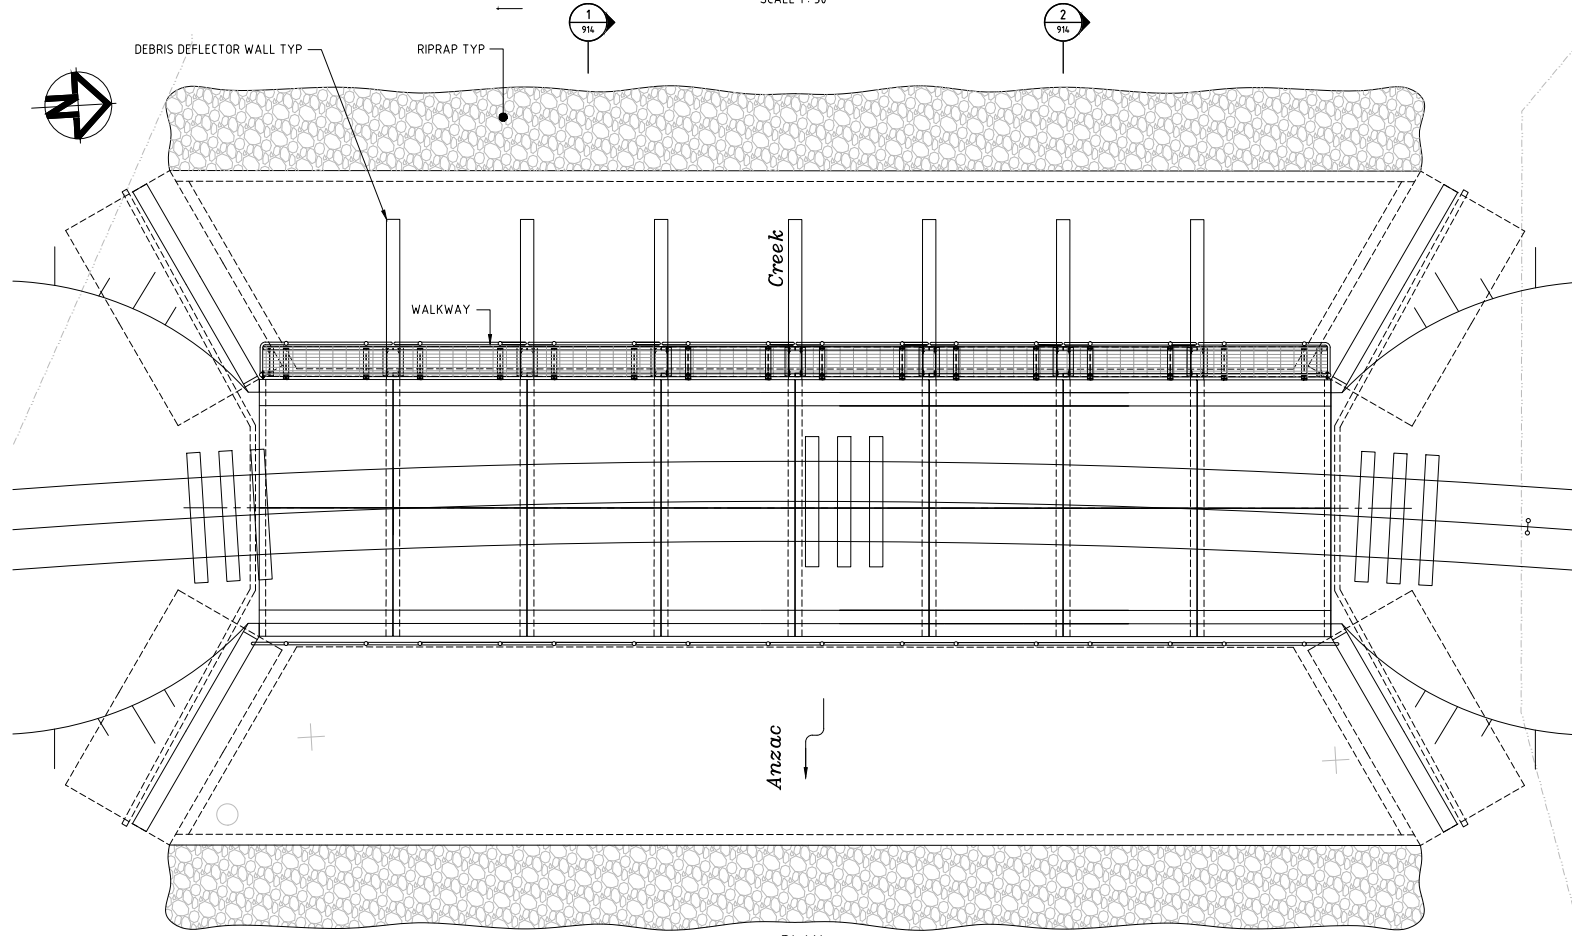 1
914
2
914
DEBRIS DEFLECTOR WALL TYP
RIPRAP TYP
N
Creek
WALKWAY
Anzac